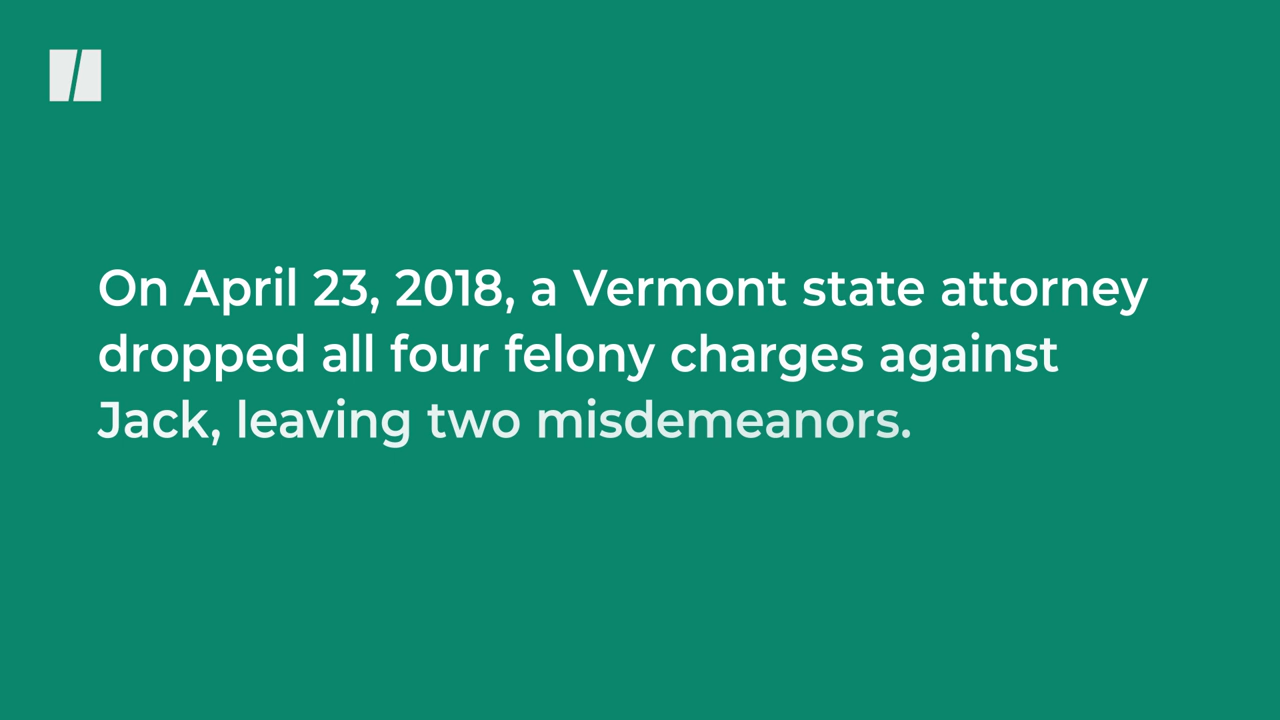 On April 23, 2018, a Vermont state attorney
dropped all four felony charges against
Jack, leaving two misdemeanors.